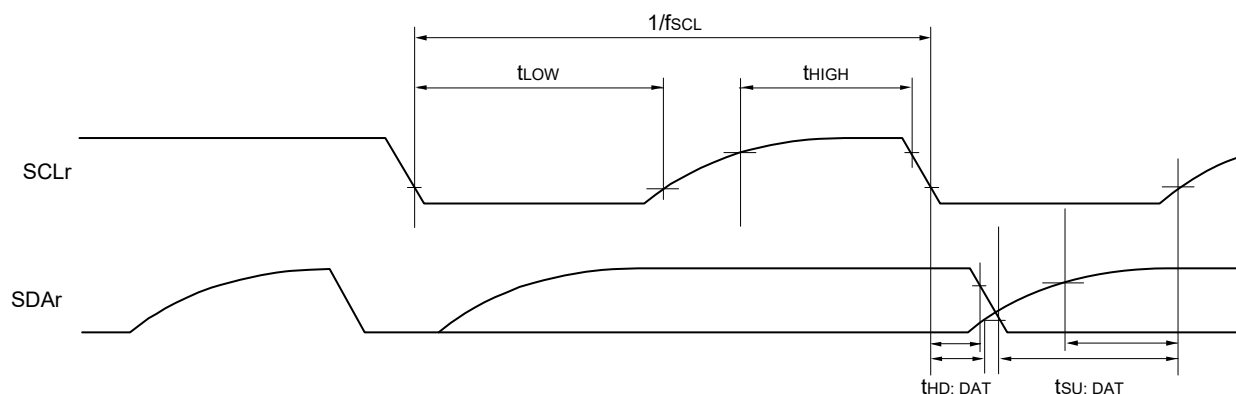 1/fSCL
tLOW
tHIGH
SCLr
SDAr
tHD: DAT
tSU: DAT